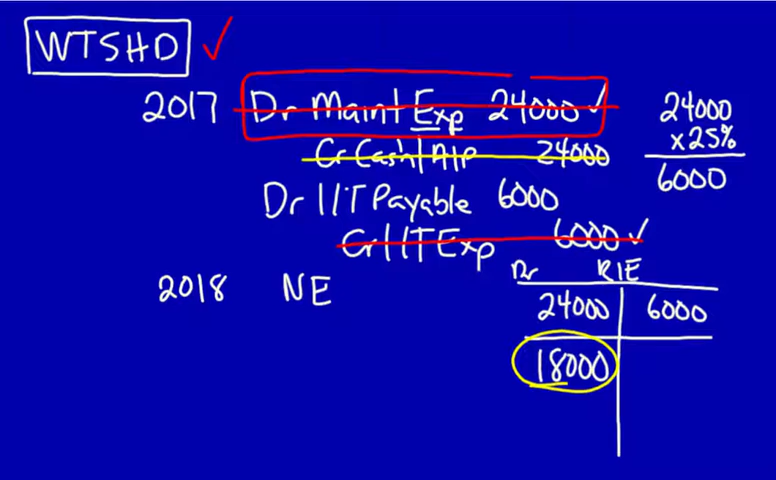 WTSHD ✓
2017 Dr Maint Exp 24000 ✓
Cr Cash/A/P 24000
Dr I/T Payable 6000
Cr I/T Exp 6000 ✓
2018 NE
24000
x25%
6000
Dr R/E
24000 6000
18000